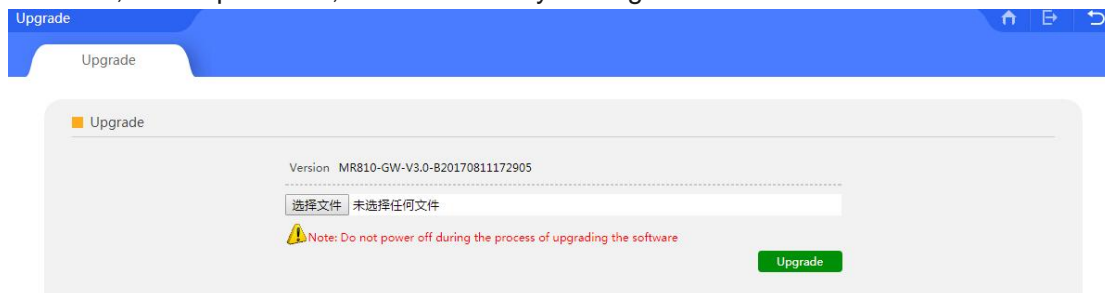 Upgrade
Upgrade
Upgrade
Version MR810-GW-V3.0-B20170811172905
选择文件 未选择任何文件
Note: Do not power off during the process of upgrading the software
Upgrade